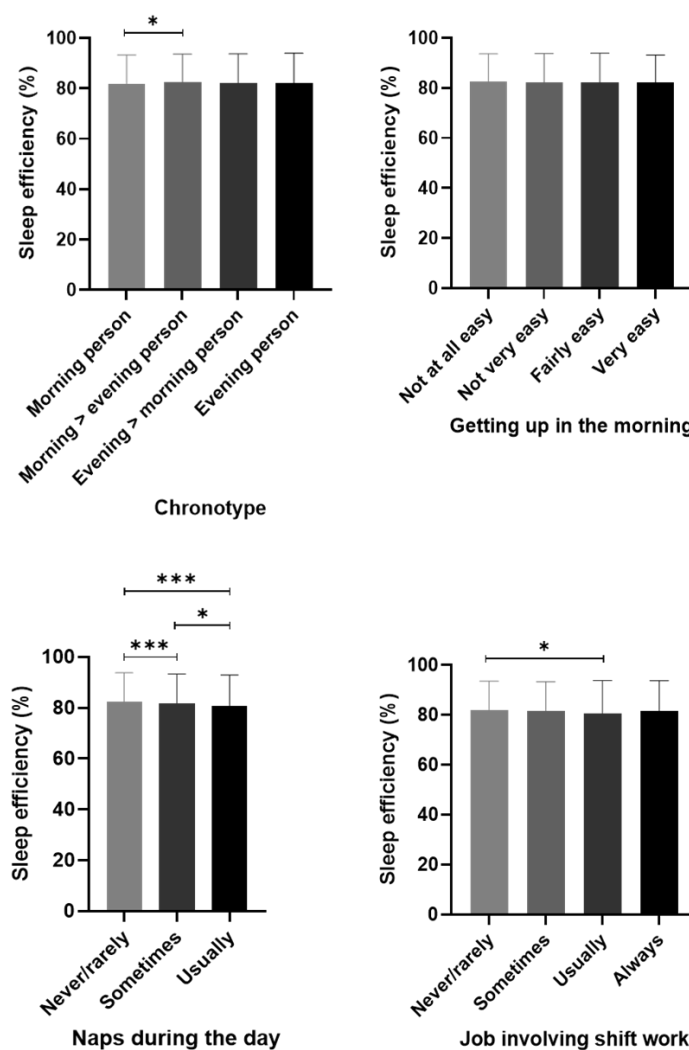 *
100
80
60
40
20
0
Sleep efficiency (%)
Morning person
Morning > evening person
Evening > morning person
Evening person
Chronotype
100
80
60
40
20
0
Sleep efficiency (%)
Not at all easy
Not very easy
Fairly easy
Very easy
Getting up in the morning
***
*
***
100
80
60
40
20
0
Sleep efficiency (%)
Never/rarely
Sometimes
Usually
Naps during the day
*
100
80
60
40
20
0
Sleep efficiency (%)
Never/rarely
Sometimes
Usually
Always
Job involving shift work